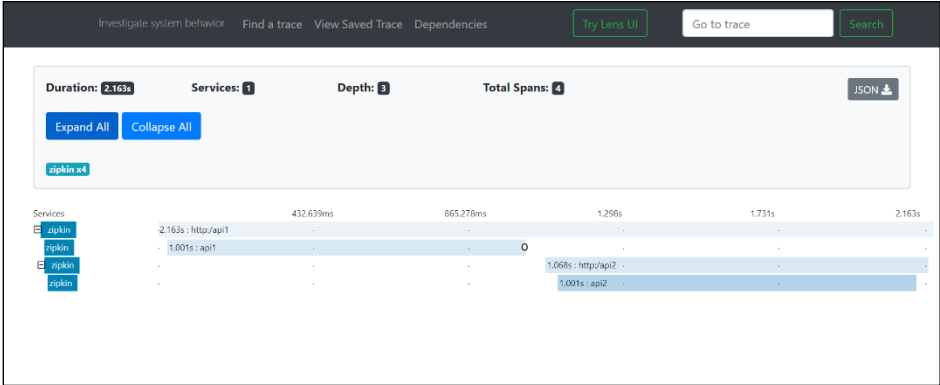 Investigate system behavior Find a trace View Saved Trace Dependencies Try Lens UI Go to trace Search
Duration: 2.163s Services: 1 Depth: 3 Total Spans: 4 JSON
Expand All Collapse All
zipkin x4
Services 432.639ms 865.278ms 1.298s 1.731s 2.163s
zipkin 2.163s : http:/api1
zipkin 1.001s : api1
zipkin 1.068s : http:/api2
zipkin 1.001s : api2